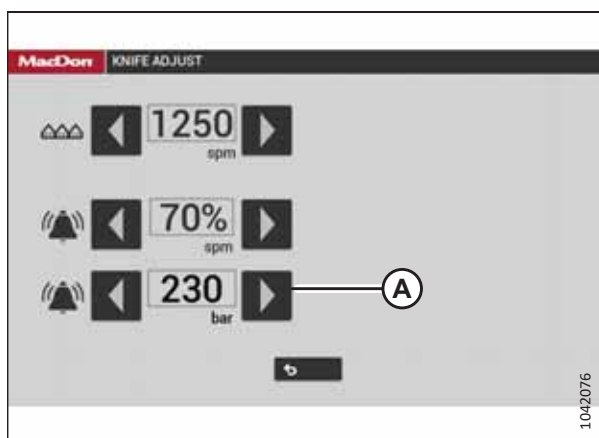 MacDon KNIFE ADJUST
1250
spm
70%
spm
230
bar
A
1042076